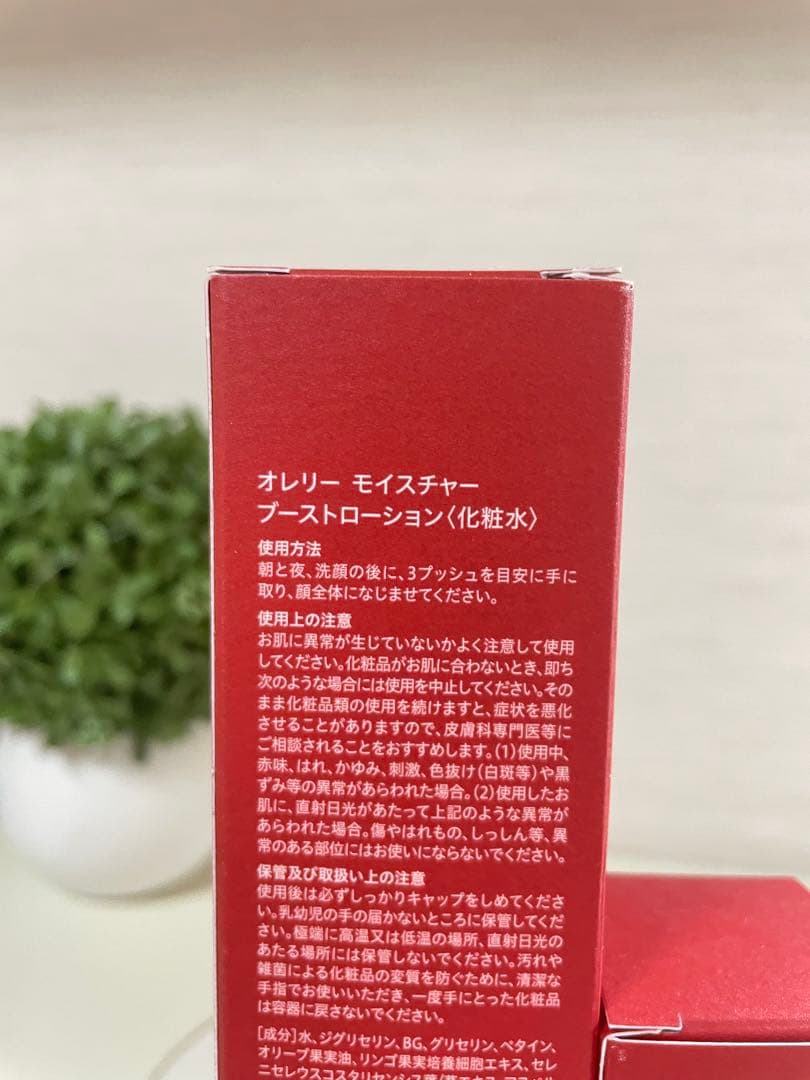 オレリー モイスチャー
ブーストローション〈化粧水〉
使用方法
朝と夜、洗顔の後に、3プッシュを目安に手に
取り、顔全体になじませてください。
使用上の注意
お肌に異常が生じていないかよく注意して使用
してください。化粧品がお肌に合わないとき、即ち
次のような場合には使用を中止してください。その
まま化粧品類の使用を続けますと、症状を悪化
させることがありますので、皮膚科専門医等に
ご相談されることをおすすめします。(1)使用中、
赤味、はれ、かゆみ、刺激、色抜け(白斑等)や黒
ずみ等の異常があらわれた場合。(2)使用したお
肌に、直射日光があたって上記のような異常が
あらわれた場合。傷やはれもの、しっしん等、異
常のある部位にはお使いにならないでください。
保管及び取扱い上の注意
使用後は必ずしっかりキャップをしめてくださ
い。乳幼児の手の届かないところに保管してくだ
さい。極端に高温又は低温の場所、直射日光の
あたる場所には保管しないでください。汚れや
雑菌による化粧品の変質を防ぐために、清潔な
手指でお使いいただき、一度手にとった化粧品
は容器に戻さないでください。
[成分]水、ジグリセリン、BG、グリセリン、ベタイン、
オリーブ果実油、リンゴ果実培養細胞エキス、セレ